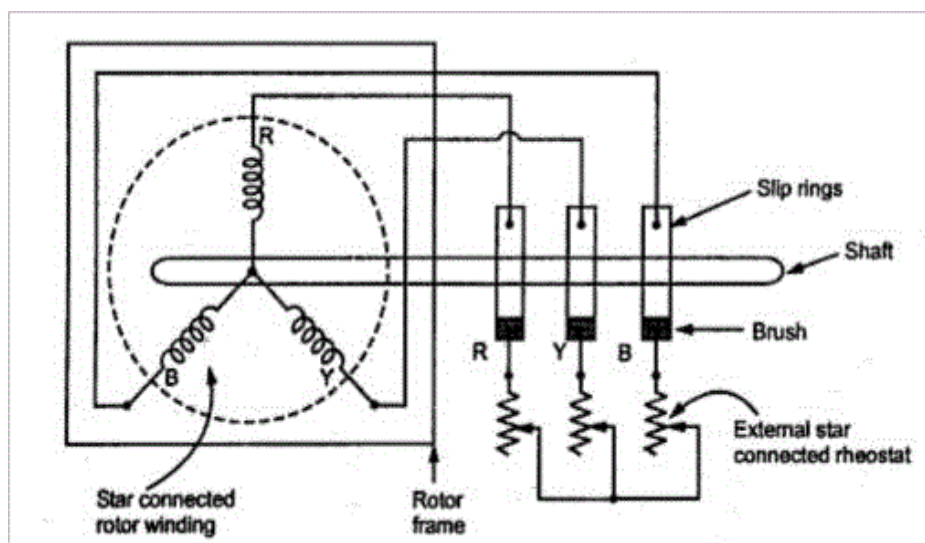 R
Slip rings
Shaft
Brush
R
Y
B
B
Y
External star
connected rheostat
Star connected
rotor winding
Rotor
frame